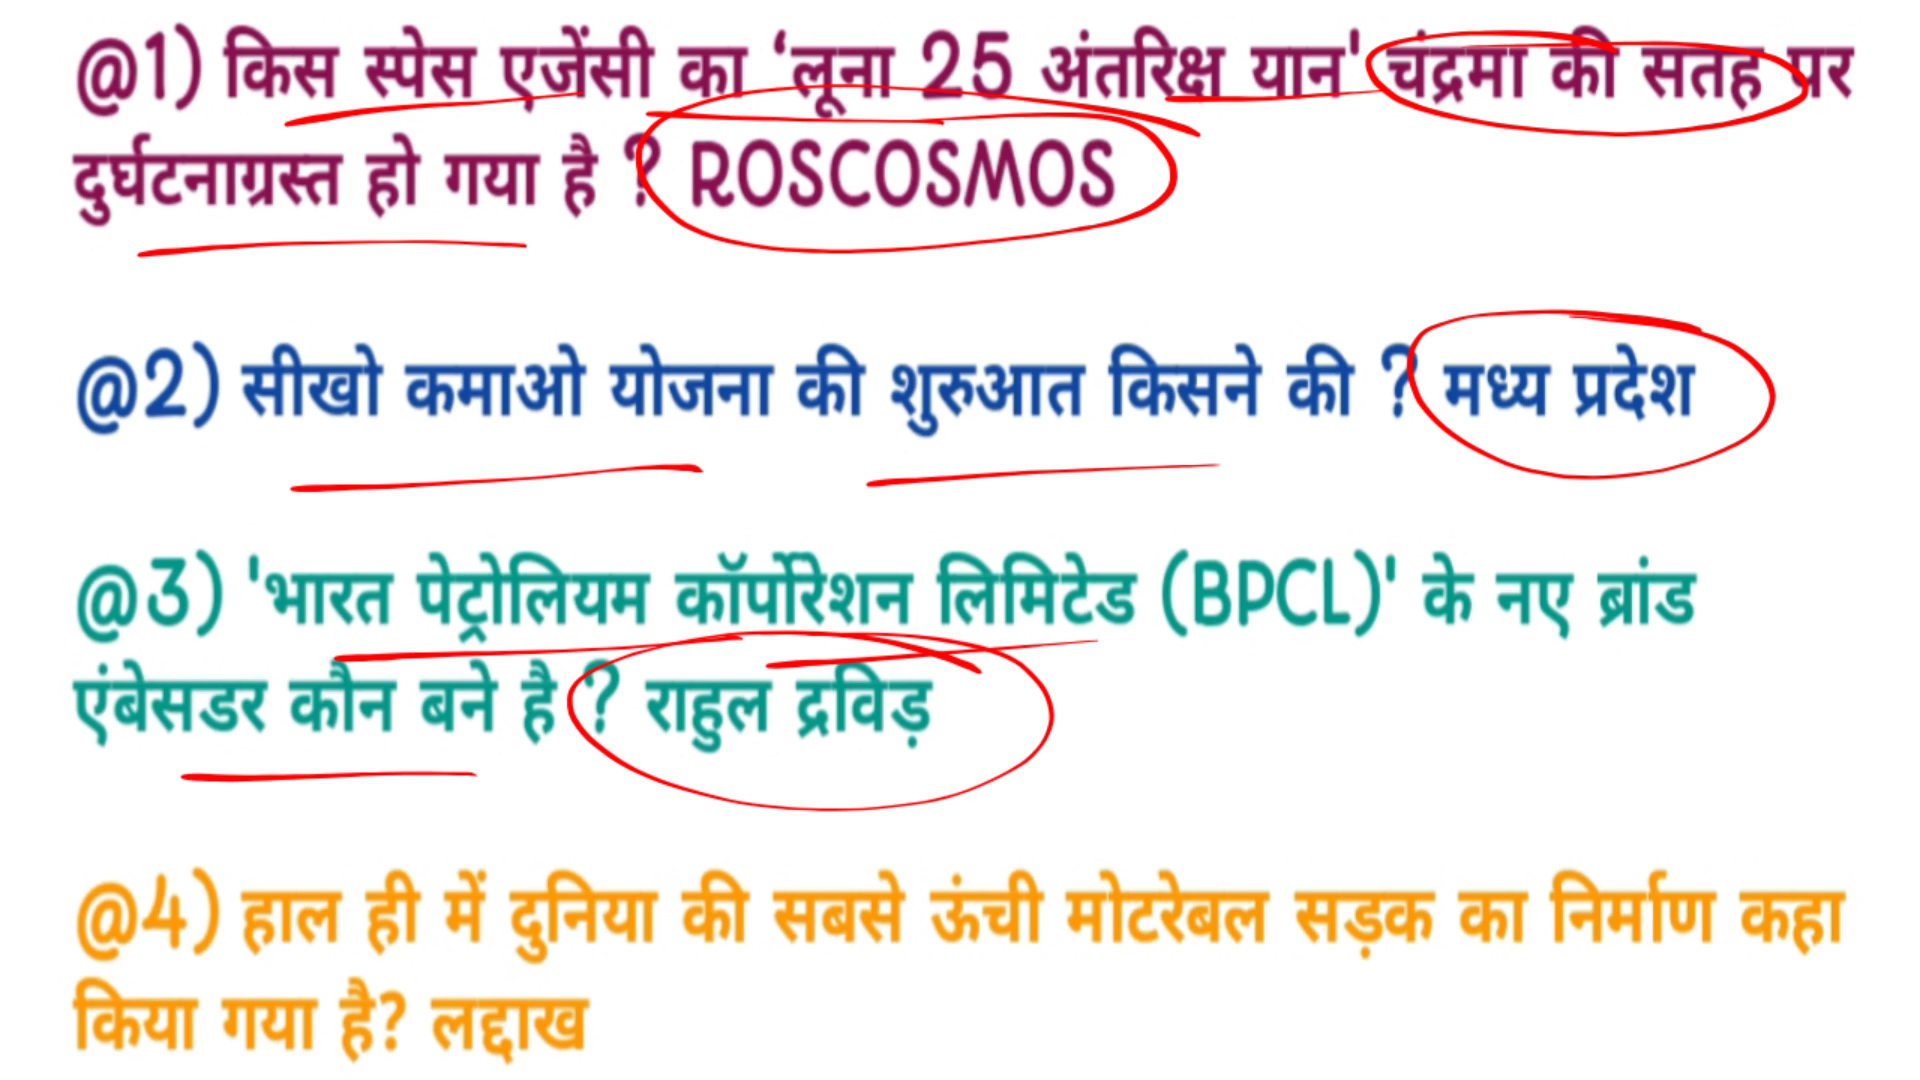 @1) किस स्पेस एजेंसी का ‘लूना 25 अंतरिक्ष यान' चंद्रमा की सतह पर
दुर्घटनाग्रस्त हो गया है ? ROSCOSMOS
@2) सीखो कमाओ योजना की शुरुआत किसने की ? मध्य प्रदेश
@3) 'भारत पेट्रोलियम कॉर्पोरेशन लिमिटेड (BPCL)' के नए ब्रांड
एंबेसडर कौन बने है ? राहुल द्रविड़
@4) हाल ही में दुनिया की सबसे ऊंची मोटरेबल सड़क का निर्माण कहा
किया गया है? लद्दाख